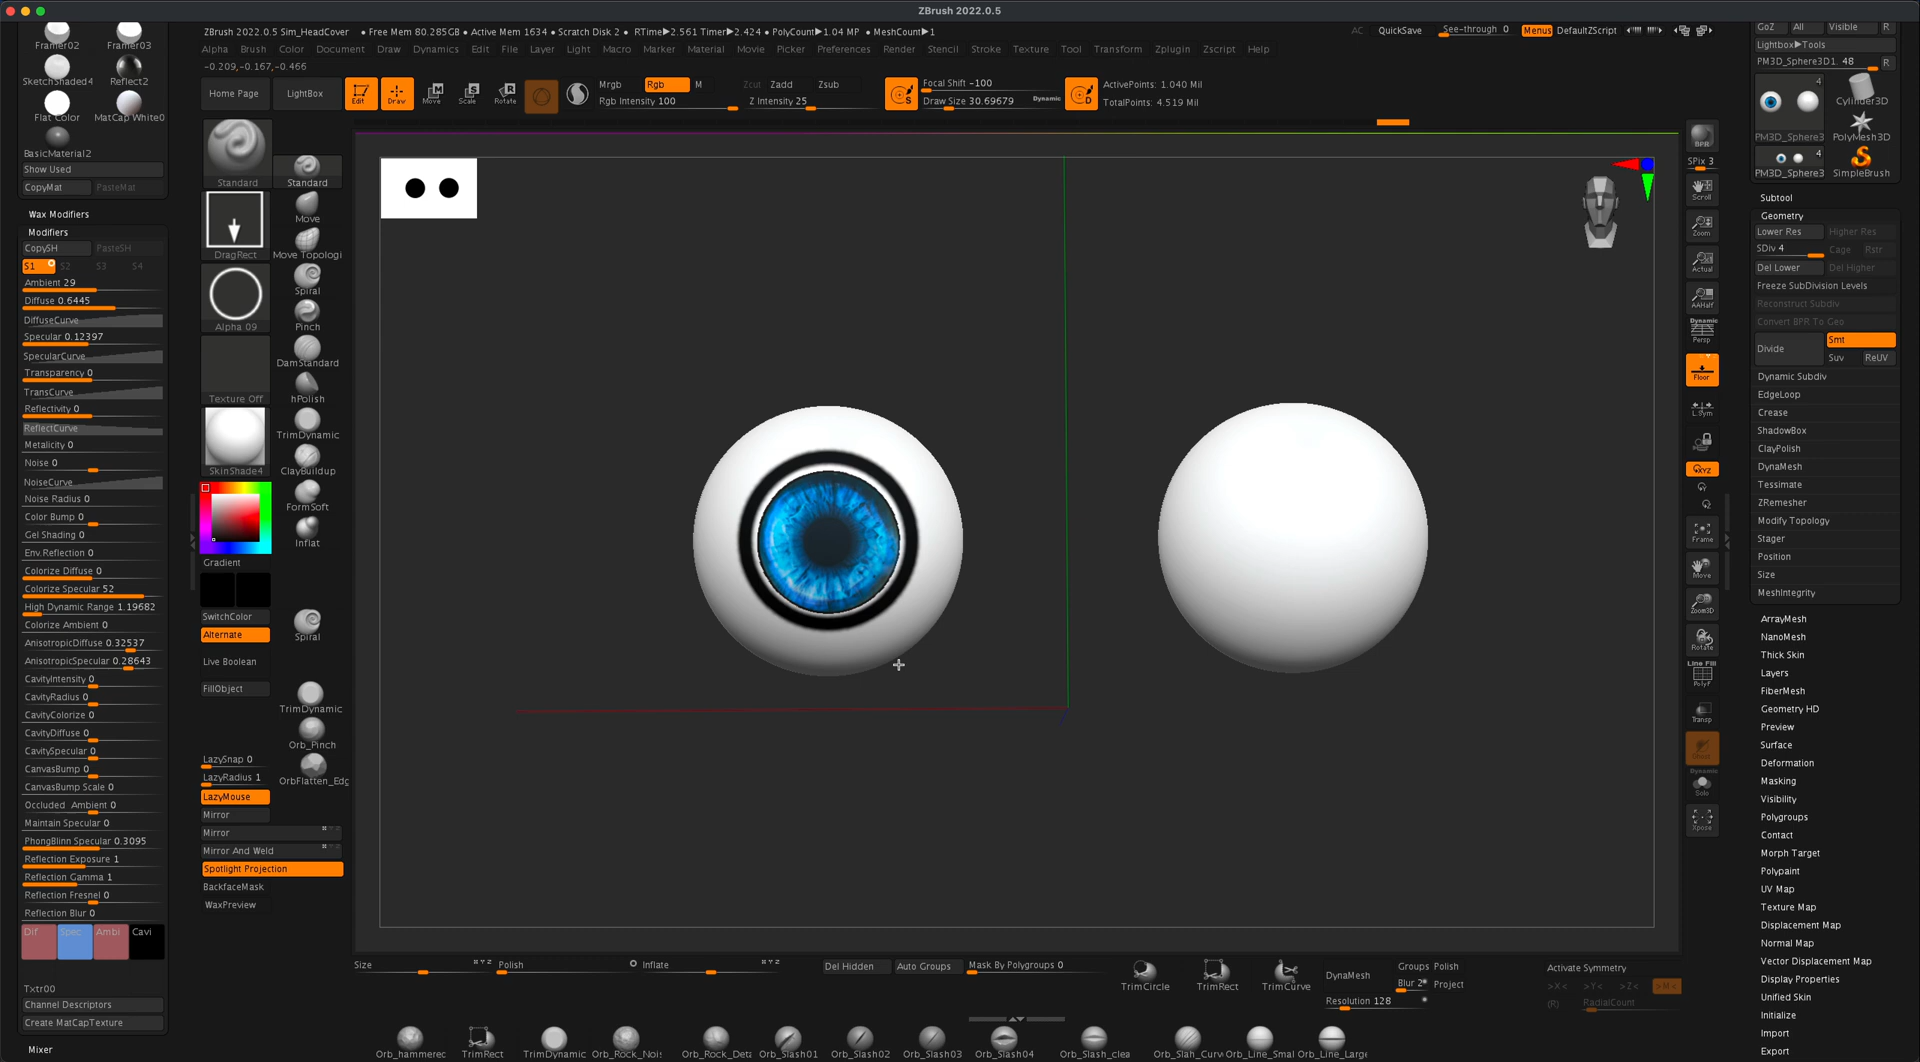 ZBrush 2022.0.5
ZBrush 2022.0.5 Sim_HeadCover • Free Mem 80.285GB • Active Mem 1634 • Scratch Disk 2 • RTime▶2.561 Timer▶2.424 • PolyCount▶1.04 MP • MeshCount▶1
AC QuickSave See-through 0 Menus DefaultZScript
Alpha Brush Color Document Draw Dynamics Edit File Layer Light Macro Marker Material Movie Picker Preferences Render Stencil Stroke Texture Tool Transform Zplugin Zscript Help
-0.209,-0.167,-0.466
Home Page LightBox Edit Draw Move Scale Rotate
Mrgb Rgb M Zcut Zadd Zsub
Rgb Intensity 100 Z Intensity 25
Focal Shift -100
Draw Size 30.69679 Dynamic
S D
ActivePoints: 1.040 Mil
TotalPoints: 4.519 Mil
Framer02 Framer03
SketchShaded4 Reflect2
Flat Color MatCap White0
BasicMaterial2
Show Used
CopyMat PasteMat
Wax Modifiers
Modifiers
CopySH PasteSH
S1 S2 S3 S4
Ambient 29
Diffuse 0.6445
DiffuseCurve
Specular 0.12397
SpecularCurve
Transparency 0
TransCurve
Reflectivity 0
ReflectCurve
Metalicity 0
Noise 0
NoiseCurve
Noise Radius 0
Color Bump 0
Gel Shading 0
Env.Reflection 0
Colorize Diffuse 0
Colorize Specular 52
High Dynamic Range 1.19682
Colorize Ambient 0
AnisotropicDiffuse 0.32537
AnisotropicSpecular 0.28643
CavityIntensity 0
CavityRadius 0
CavityColorize 0
CavityDiffuse 0
CavitySpecular 0
CanvasBump 0
CanvasBump Scale 0
Occluded Ambient 0
Maintain Specular 0
PhongBlinn Specular 0.3095
Reflection Exposure 1
Reflection Gamma 1
Reflection Fresnel 0
Reflection Blur 0
Dif Spec Ambi Cavi
Txtr00
Channel Descriptors
Create MatCapTexture
Mixer
Standard
DragRect
Alpha 09
Texture Off
SkinShade4
Gradient
SwitchColor
Alternate
Live Boolean
FillObject
LazySnap 0
LazyRadius 1
LazyMouse
Mirror
Mirror
Mirror And Weld
Spotlight Projection
BackfaceMask
WaxPreview
Standard
Move
Move Topologi
Spiral
Pinch
DamStandard
hPolish
TrimDynamic
ClayBuildup
FormSoft
Inflat
Spiral
TrimDynamic
Orb_Pinch
OrbFlatten_Edg
BPR
SPix 3
Scroll
Zoom
Actual
AAHalf
Dynamic
Persp
Floor
L.Sym
XYZ
Frame
Move
Zoom3D
Rotate
Line Fill
PolyF
Transp
Ghost
Dynamic
Solo
Xpose
GoZ All Visible R
Lightbox▶Tools
PM3D_Sphere3D1. 48 R
4
PM3D_Sphere3 Cylinder3D
PolyMesh3D
4
PM3D_Sphere3 SimpleBrush
Subtool
Geometry
Lower Res Higher Res
SDiv 4 Cage Rstr
Del Lower Del Higher
Freeze SubDivision Levels
Reconstruct Subdiv
Convert BPR To Geo
Divide Smt
Suv ReUV
Dynamic Subdiv
EdgeLoop
Crease
ShadowBox
ClayPolish
DynaMesh
Tessimate
ZRemesher
Modify Topology
Stager
Position
Size
MeshIntegrity
ArrayMesh
NanoMesh
Thick Skin
Layers
FiberMesh
Geometry HD
Preview
Surface
Deformation
Masking
Visibility
Polygroups
Contact
Morph Target
Polypaint
UV Map
Texture Map
Displacement Map
Normal Map
Vector Displacement Map
Display Properties
Unified Skin
Initialize
Import
Export
Size Polish Inflate Del Hidden Auto Groups Mask By Polygroups 0
TrimCircle TrimRect TrimCurve
DynaMesh Groups Polish
Blur 2 Project
Resolution 128
Activate Symmetry
>X< >Y< >Z< >M<
(R) RadialCount
Orb_hammerec TrimRect TrimDynamic Orb_Rock_Nois Orb_Rock_Deta Orb_Slash01 Orb_Slash02 Orb_Slash03 Orb_Slash04 Orb_Slash_clea Orb_Slah_Curv Orb_Line_Smal Orb_Line_Large